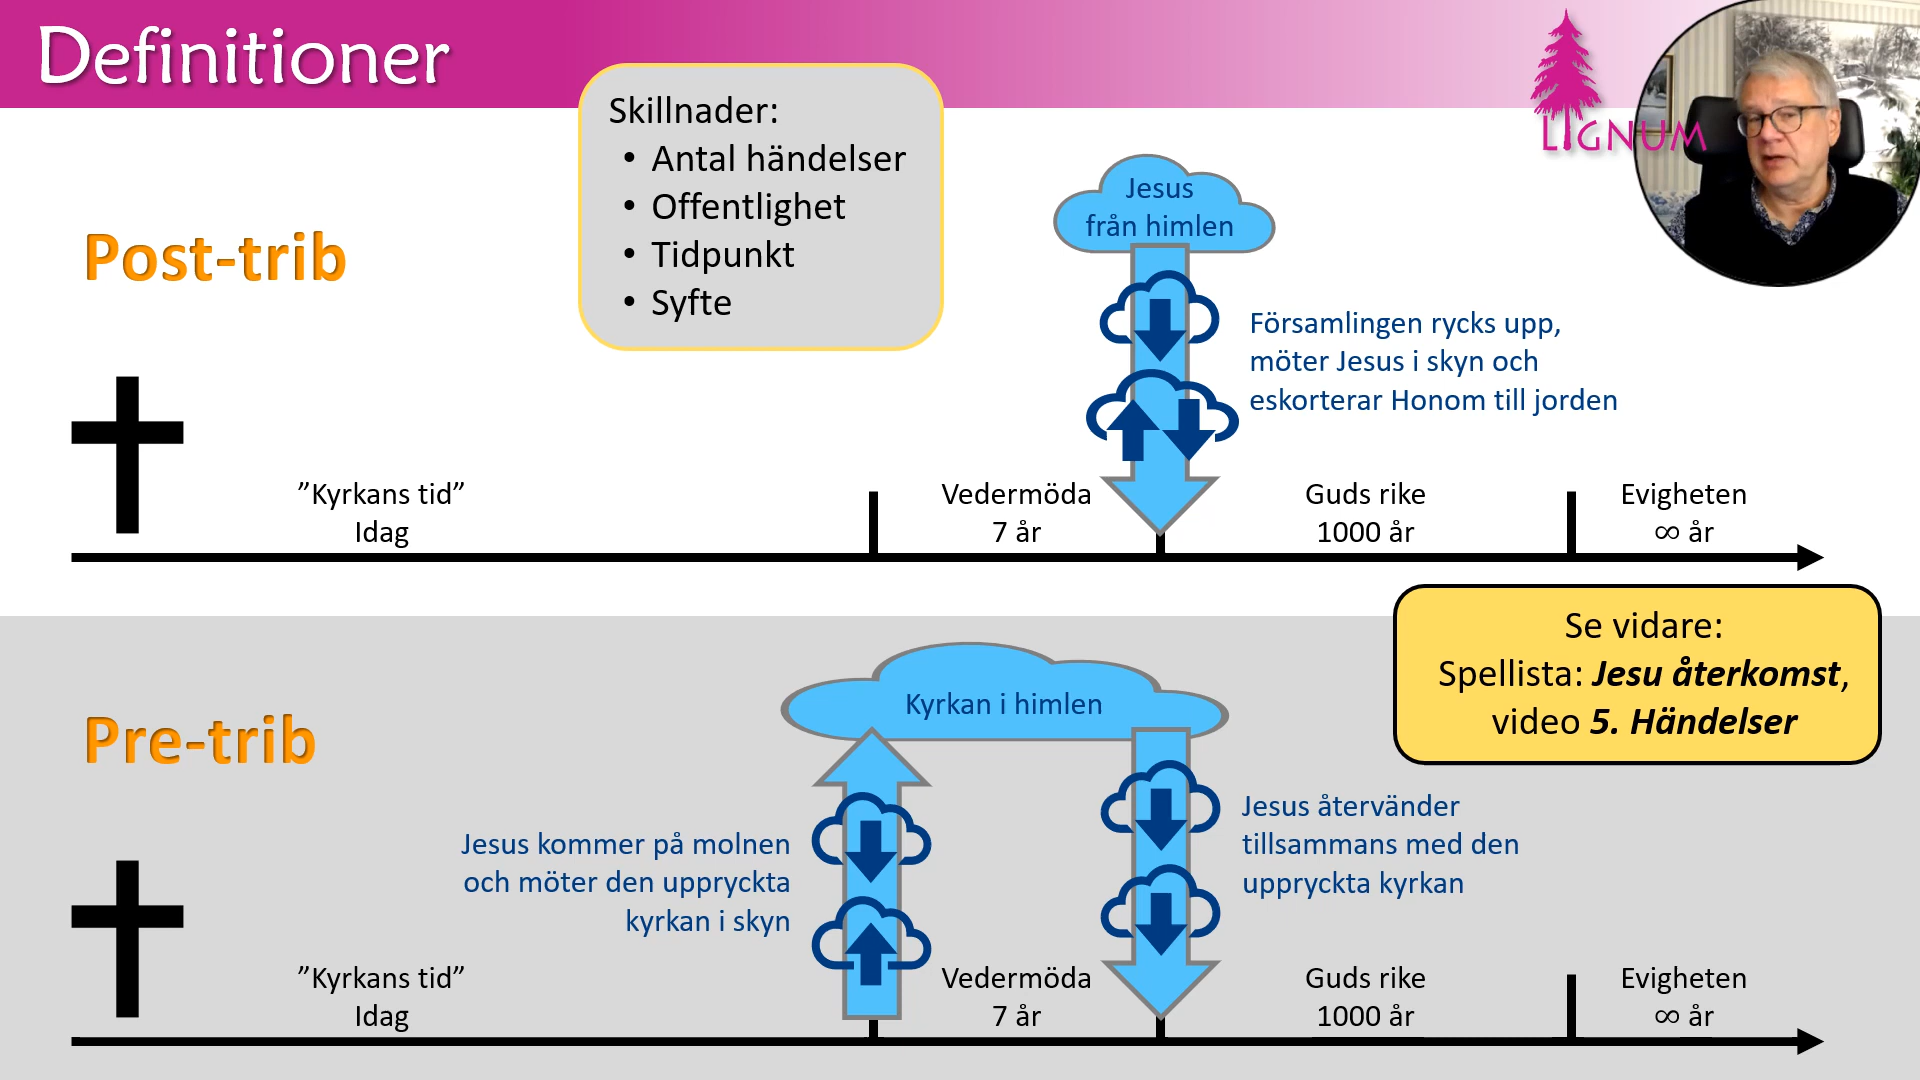 Definitioner
Skillnader:
• Antal händelser
• Offentlighet
• Tidpunkt
• Syfte
LIGNUM
Post-trib
Jesus
från himlen
Församlingen rycks upp,
möter Jesus i skyn och
eskorterar Honom till jorden
”Kyrkans tid”
Idag
Vedermöda
7 år
Guds rike
1000 år
Evigheten
∞ år
Se vidare:
Spellista: Jesu återkomst,
video 5. Händelser
Pre-trib
Kyrkan i himlen
Jesus kommer på molnen
och möter den uppryckta
kyrkan i skyn
Jesus återvänder
tillsammans med den
uppryckta kyrkan
”Kyrkans tid”
Idag
Vedermöda
7 år
Guds rike
1000 år
Evigheten
∞ år